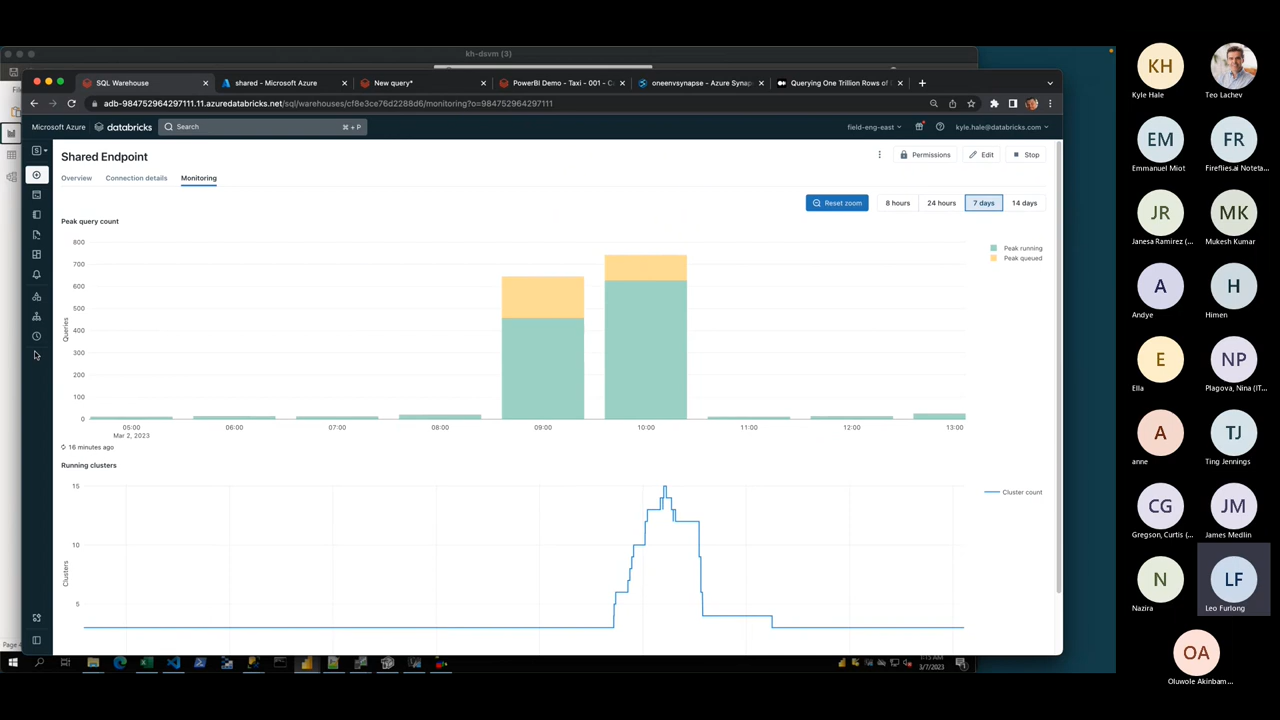 kh-dsvm (3)
SQL Warehouse
shared - Microsoft Azure
New query*
PowerBI Demo - Taxi - 001 - C
oneenvsynapse - Azure Synap
Querying One Trillion Rows of
adb-984752964297111.11.azuredatabricks.net/sql/warehouses/cf8e3ce76d2288d6/monitoring?o=984752964297111
Microsoft Azure
databricks
Search
⌘ + P
field-eng-east
kyle.hale@databricks.com
S
Shared Endpoint
Permissions
Edit
Stop
Overview
Connection details
Monitoring
Reset zoom
8 hours
24 hours
7 days
14 days
Peak query count
Peak running
Peak queued
Queries
800
700
600
500
400
300
200
100
0
05:00
06:00
07:00
08:00
09:00
10:00
11:00
12:00
13:00
Mar 2, 2023
16 minutes ago
Running clusters
Cluster count
Clusters
15
10
5
Page
3/7/2023
KH
Kyle Hale
Teo Lachev
EM
Emmanuel Miot
FR
Fireflies.ai Noteta...
JR
Janesa Ramirez (...
MK
Mukesh Kumar
A
Andye
H
Himen
E
Ella
NP
Plagova, Nina (IT...
A
anne
TJ
Ting Jennings
CG
Gregson, Curtis (...
JM
James Medlin
N
Nazira
LF
Leo Furlong
OA
Oluwole Akinbam...